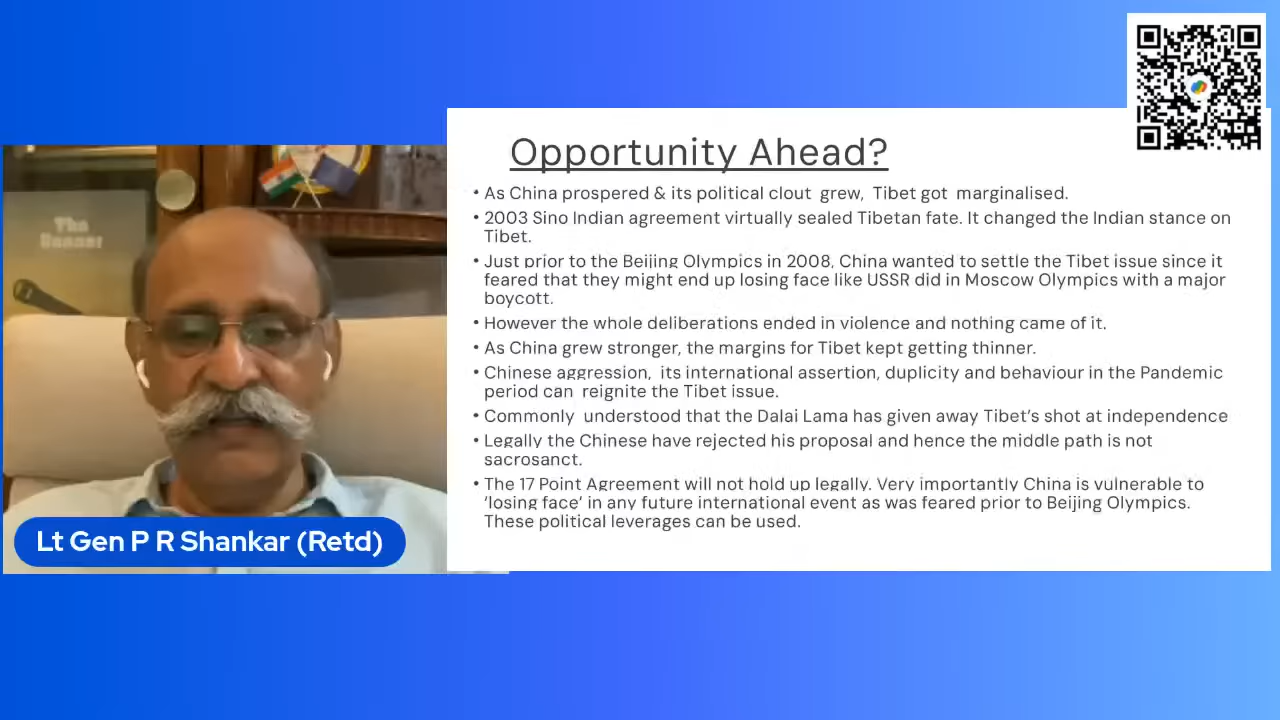 Opportunity Ahead?
• As China prospered & its political clout grew, Tibet got marginalised.
• 2003 Sino Indian agreement virtually sealed Tibetan fate. It changed the Indian stance on
Tibet.
• Just prior to the Beijing Olympics in 2008, China wanted to settle the Tibet issue since it
feared that they might end up losing face like USSR did in Moscow Olympics with a major
boycott.
• However the whole deliberations ended in violence and nothing came of it.
• As China grew stronger, the margins for Tibet kept getting thinner.
• Chinese aggression, its international assertion, duplicity and behaviour in the Pandemic
period can reignite the Tibet issue.
• Commonly understood that the Dalai Lama has given away Tibet's shot at independence
• Legally the Chinese have rejected his proposal and hence the middle path is not
sacrosanct.
• The 17 Point Agreement will not hold up legally. Very importantly China is vulnerable to
'losing face' in any future international event as was feared prior to Beijing Olympics.
These political leverages can be used.
The
Gunner
Lt Gen P R Shankar (Retd)